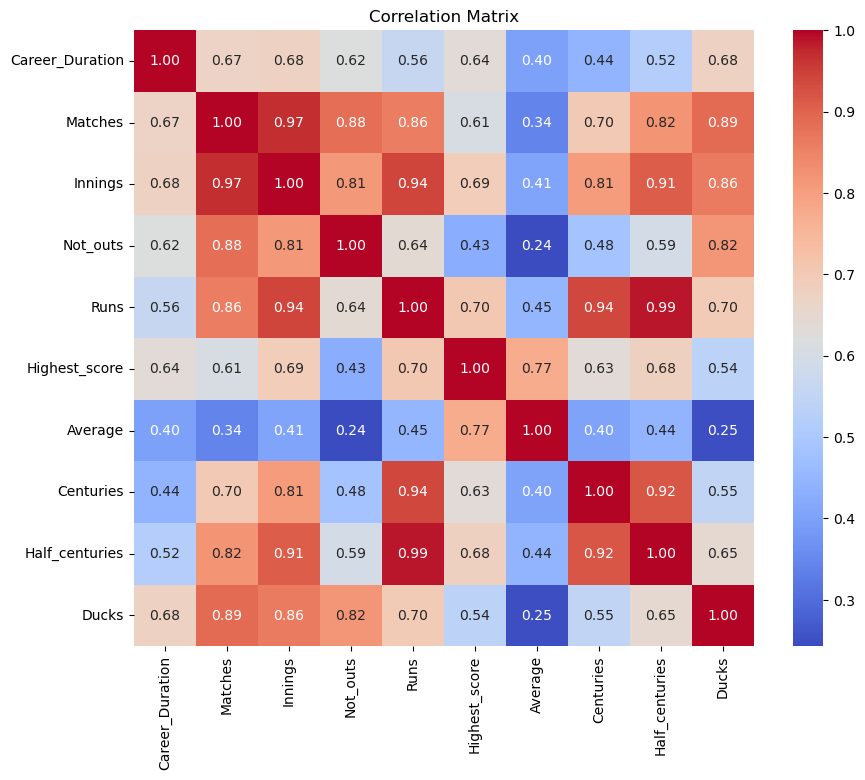 Correlation Matrix
Career_Duration 1.00 0.67 0.68 0.62 0.56 0.64 0.40 0.44 0.52 0.68
Matches 0.67 1.00 0.97 0.88 0.86 0.61 0.34 0.70 0.82 0.89
Innings 0.68 0.97 1.00 0.81 0.94 0.69 0.41 0.81 0.91 0.86
Not_outs 0.62 0.88 0.81 1.00 0.64 0.43 0.24 0.48 0.59 0.82
Runs 0.56 0.86 0.94 0.64 1.00 0.70 0.45 0.94 0.99 0.70
Highest_score 0.64 0.61 0.69 0.43 0.70 1.00 0.77 0.63 0.68 0.54
Average 0.40 0.34 0.41 0.24 0.45 0.77 1.00 0.40 0.44 0.25
Centuries 0.44 0.70 0.81 0.48 0.94 0.63 0.40 1.00 0.92 0.55
Half_centuries 0.52 0.82 0.91 0.59 0.99 0.68 0.44 0.92 1.00 0.65
Ducks 0.68 0.89 0.86 0.82 0.70 0.54 0.25 0.55 0.65 1.00
Career_Duration
Matches
Innings
Not_outs
Runs
Highest_score
Average
Centuries
Half_centuries
Ducks
1.0
0.9
0.8
0.7
0.6
0.5
0.4
0.3